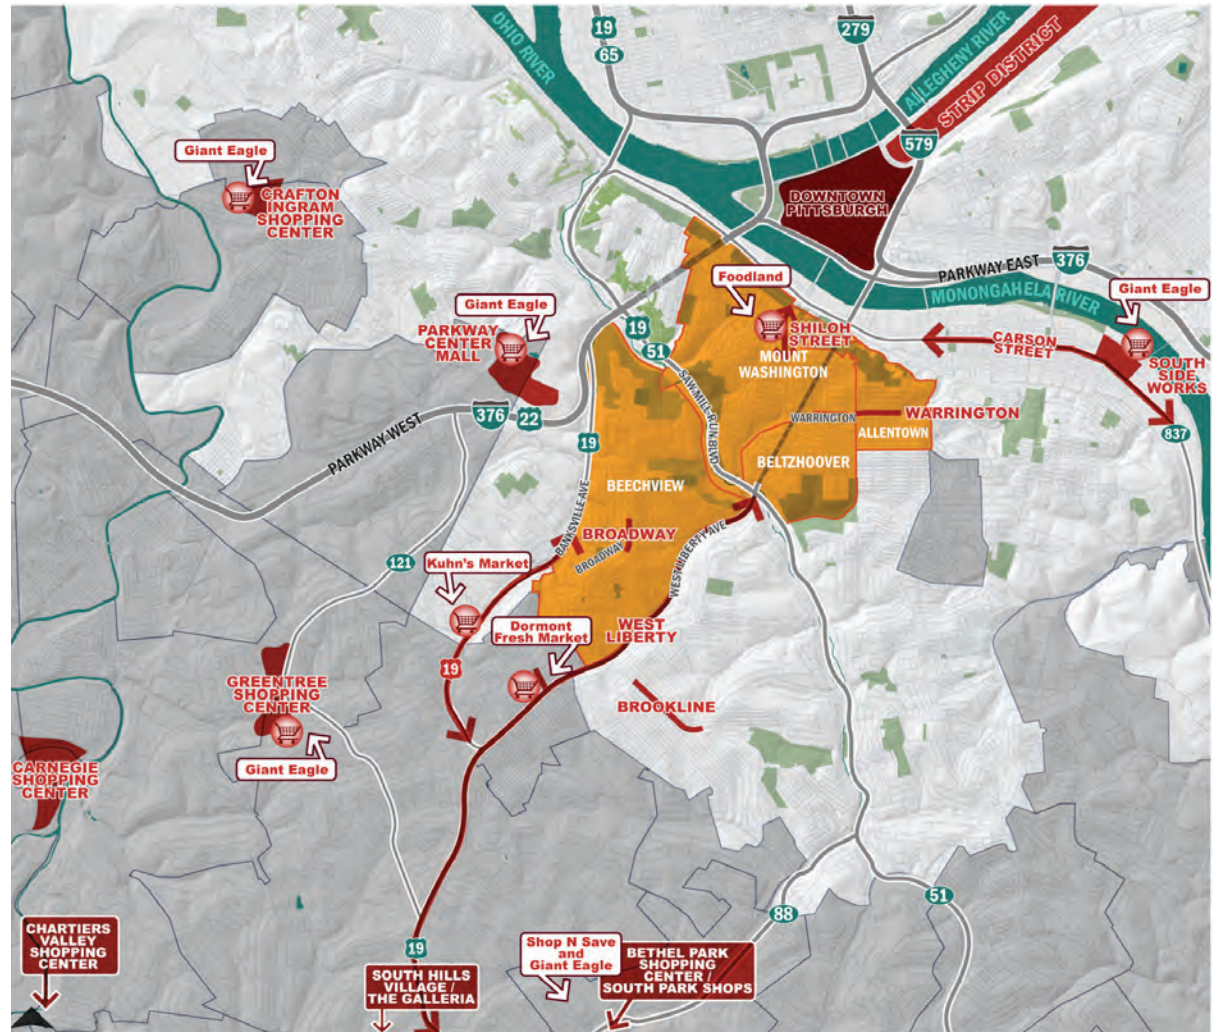 OHIO RIVER
19
65
279
ALLEGHENY RIVER
STRIP DISTRICT
579
Giant Eagle
CRAFTON
INGRAM
SHOPPING
CENTER
DOWNTOWN
PITTSBURGH
PARKWAY EAST
376
MONONGAHELA RIVER
Foodland
Giant Eagle
Giant Eagle
PARKWAY
CENTER
MALL
19
51
SHILOH
STREET
MOUNT
WASHINGTON
CARSON
STREET
SOUTH
SIDE
WORKS
SAW MILL RUN BLVD
376
22
PARKWAY WEST
19
WARRINGTON
WARRINGTON
ALLENTOWN
837
BELTZHOOVER
BEECHVIEW
BANKSVILLE AVE
BROADWAY
BROADWAY
WEST LIBERTY AVE
121
Kuhn's Market
Dormont
Fresh Market
WEST
LIBERTY
19
GREENTREE
SHOPPING
CENTER
BROOKLINE
Giant Eagle
CARNEGIE
SHOPPING
CENTER
88
51
CHARTIERS
VALLEY
SHOPPING
CENTER
19
SOUTH HILLS
VILLAGE /
THE GALLERIA
Shop N Save
and
Giant Eagle
BETHEL PARK
SHOPPING
CENTER /
SOUTH PARK SHOPS